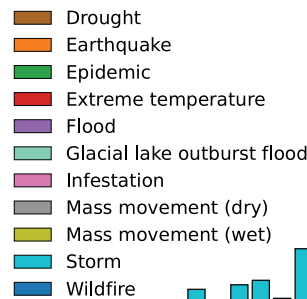 Drought
Earthquake
Epidemic
Extreme temperature
Flood
Glacial lake outburst flood
Infestation
Mass movement (dry)
Mass movement (wet)
Storm
Wildfire